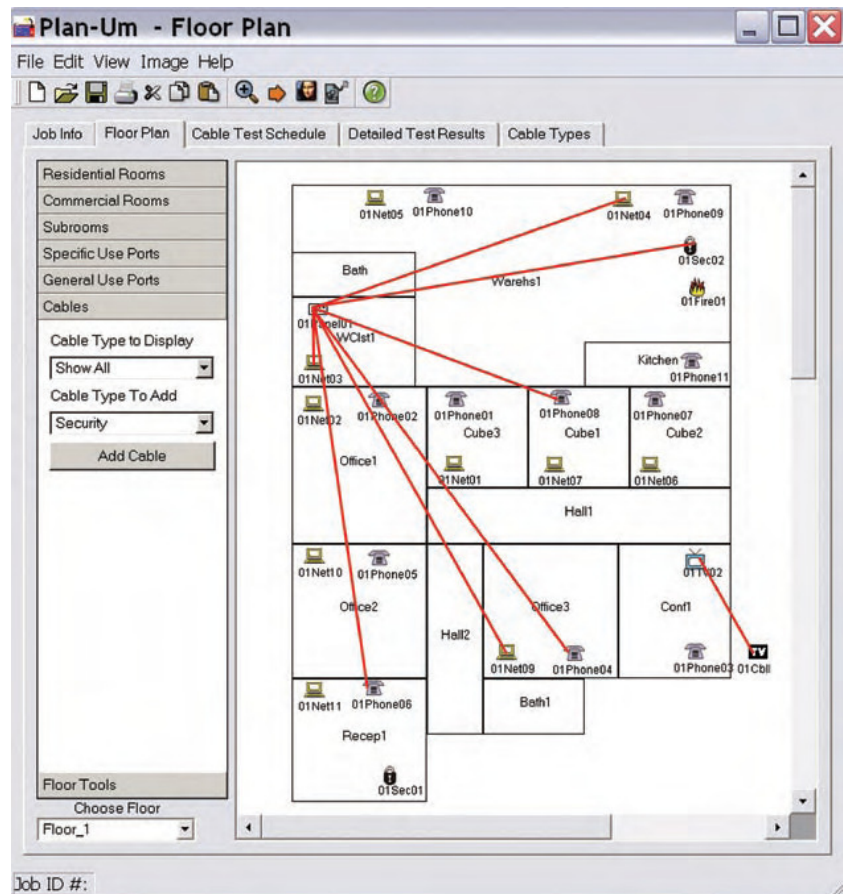 Plan-Um - Floor Plan
File Edit View Image Help
Job Info Floor Plan Cable Test Schedule Detailed Test Results Cable Types
Residential Rooms
Commercial Rooms
Subrooms
Specific Use Ports
General Use Ports
Cables
Cable Type to Display
Show All
Cable Type To Add
Security
Add Cable
Floor Tools
Choose Floor
Floor_1
01Net05 01Phone10 01Net04 01Phone09
01Sec02
Bath
Warehs1
01Fire01
01Panel01
WClst1
Kitchen
01Net03
01Phone11
01Net02 01Phone02 01Phone01 01Phone08 01Phone07
Cube3 Cube1 Cube2
Office1
01Net01 01Net07 01Net06
Hall1
01Net10 01Phone05 01TV02
Office2 Office3 Conf1
Hall2
TV
01Net09 01Phone04 01Phone03 01Cbll
01Net11 01Phone06 Bath1
Recep1
01Sec01
Job ID #: